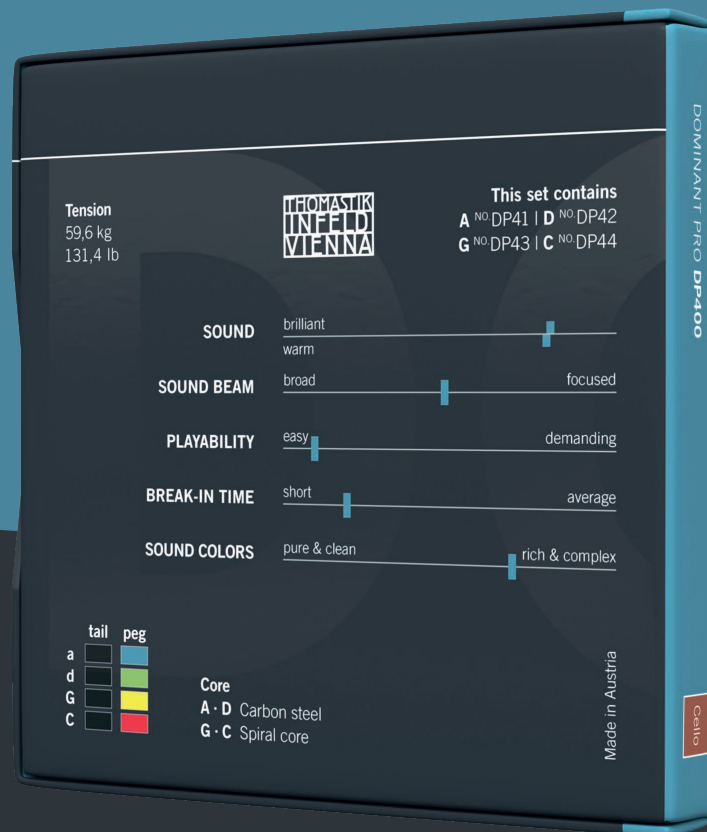 Tension
59,6 kg
131,4 lb
THOMASTIK
INFELD
VIENNA
This set contains
A NO. DP41 | D NO. DP42
G NO. DP43 | C NO. DP44
SOUND
brilliant
warm
SOUND BEAM
broad
focused
PLAYABILITY
easy
demanding
BREAK-IN TIME
short
average
SOUND COLORS
pure & clean
rich & complex
tail peg
a
d
G
C
Core
A · D Carbon steel
G · C Spiral core
Made in Austria
DOMINANT PRO DP400
Cello